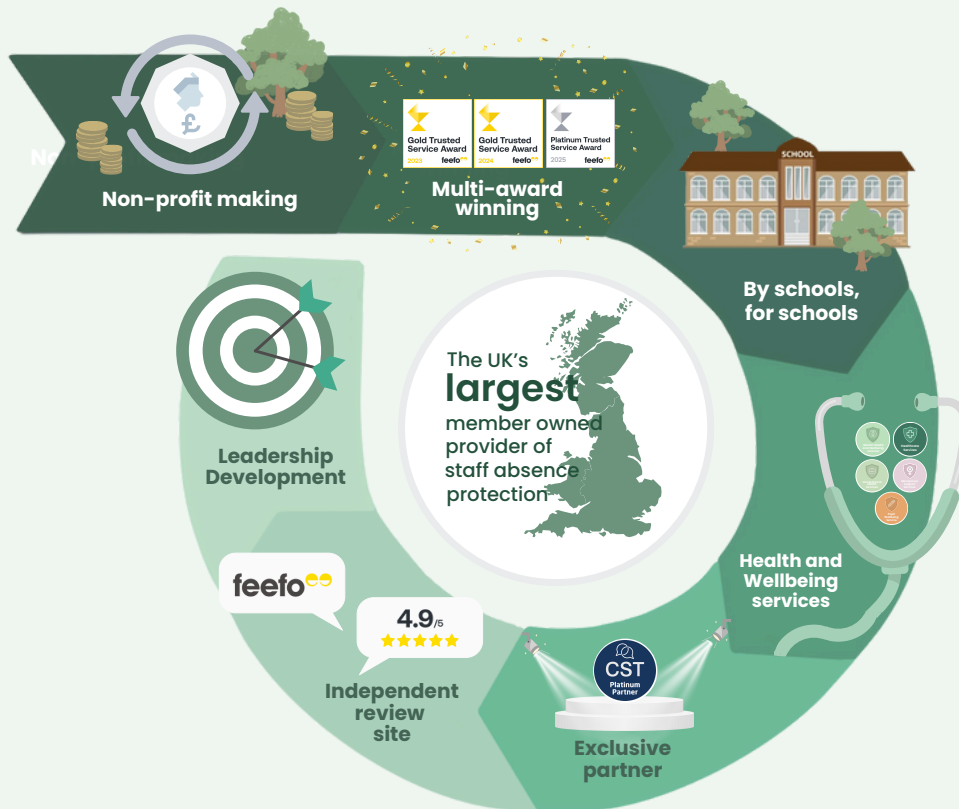 Non-profit making
Gold Trusted
Service Award
2023 feefo
Gold Trusted
Service Award
2024 feefo
Platinum Trusted
Service Award
2025 feefo
Multi-award
winning
SCHOOL
By schools,
for schools
The UK's
largest
member owned
provider of
staff absence
protection
Health and
Wellbeing
services
CST
Platinum
Partner
Exclusive
partner
feefo
4.9/5
Independent
review
site
Leadership
Development
£